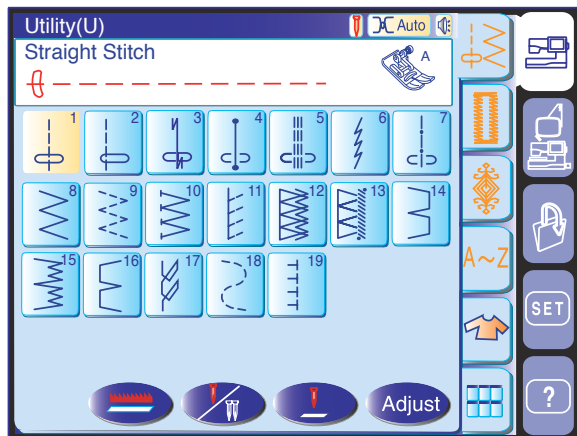 Utility(U) Auto
Straight Stitch A
1 2 3 4 5 6 7
8 9 10 11 12 13 14
15 16 17 18 19
A~Z
SET
Adjust ?